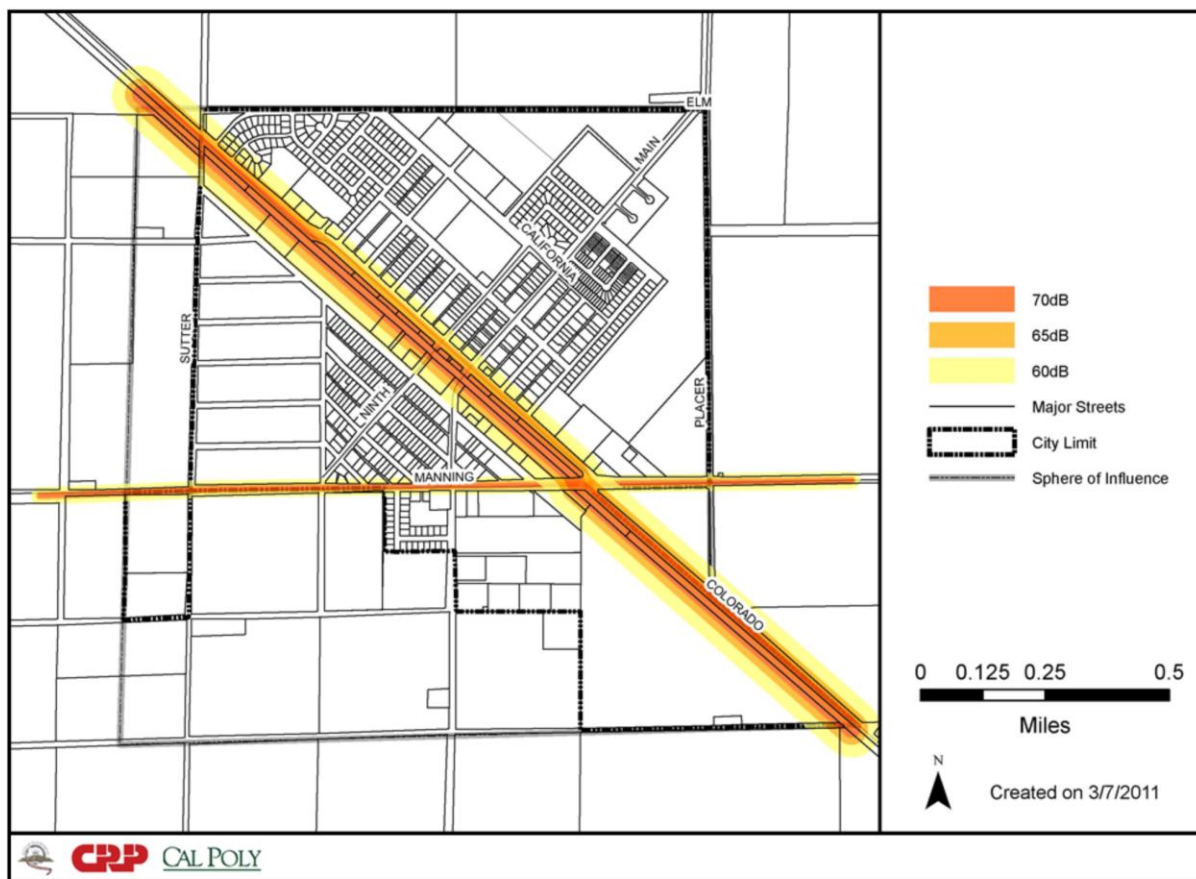 ELM
MAIN
CALIFORNIA
SUTTER
PLACER
NINTH
MANNING
COLORADO
70dB
65dB
60dB
Major Streets
City Limit
Sphere of Influence
0 0.125 0.25 0.5
Miles
N
Created on 3/7/2011
CRP CAL POLY